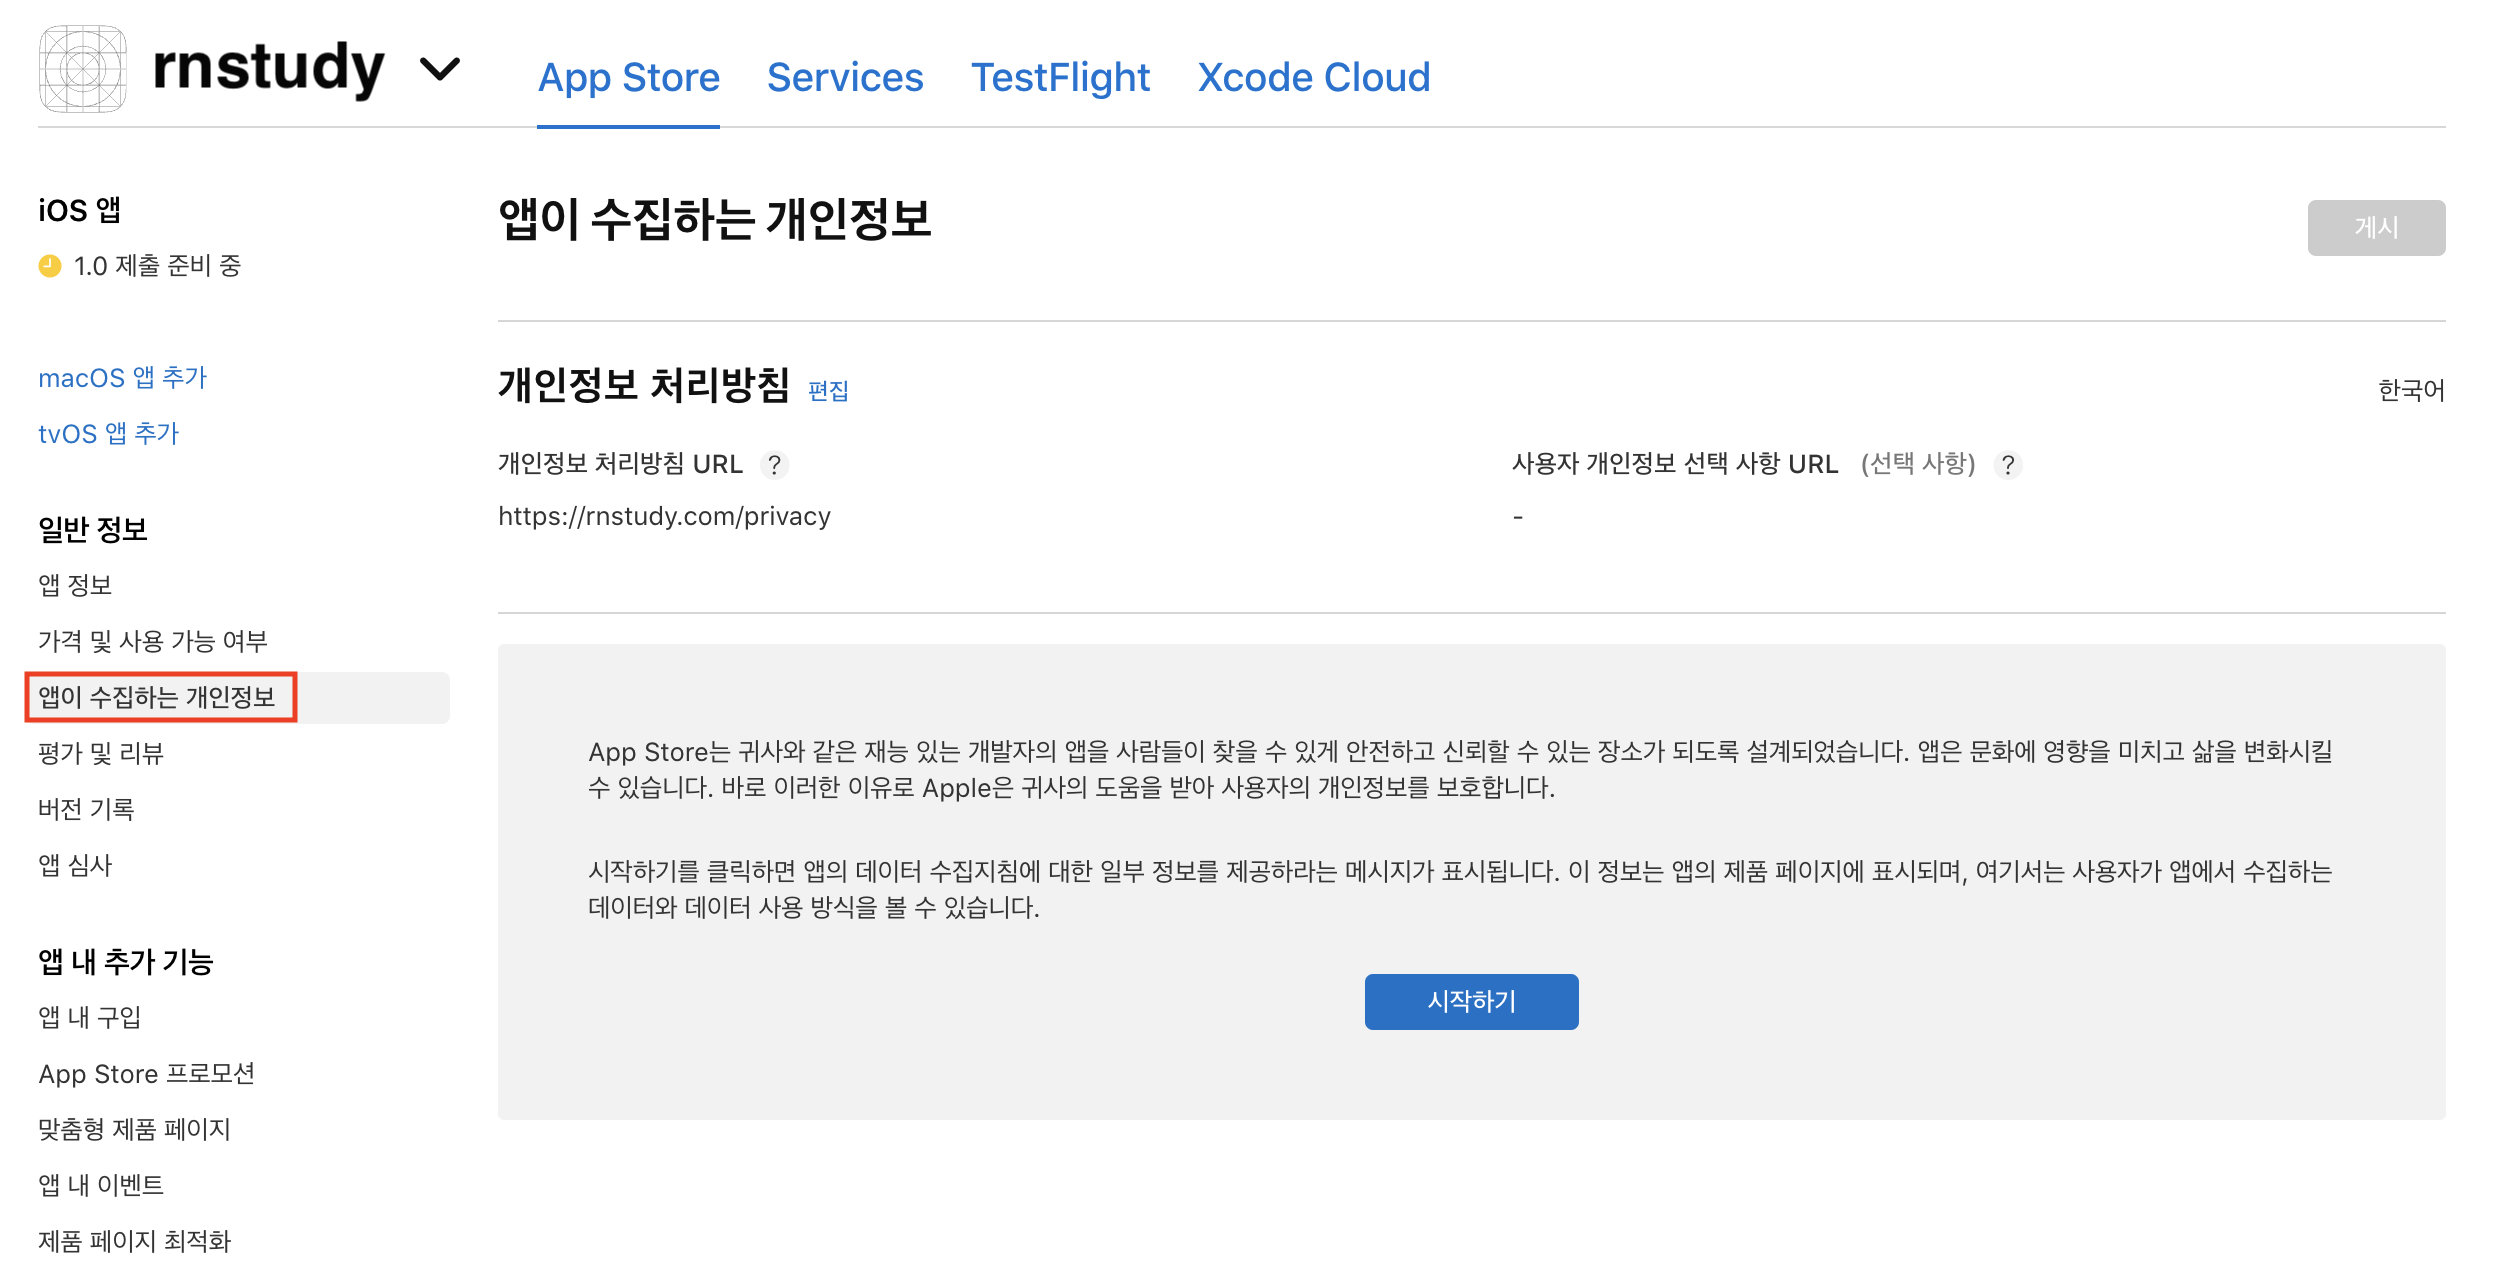 rnstudy
App Store
Services
TestFlight
Xcode Cloud
iOS 앱
1.0 제출 준비 중
macOS 앱 추가
tvOS 앱 추가
일반 정보
앱 정보
가격 및 사용 가능 여부
앱이 수집하는 개인정보
평가 및 리뷰
버전 기록
앱 심사
앱 내 추가 기능
앱 내 구입
App Store 프로모션
맞춤형 제품 페이지
앱 내 이벤트
제품 페이지 최적화
앱이 수집하는 개인정보
게시
개인정보 처리방침 편집
한국어
개인정보 처리방침 URL ?
https://rnstudy.com/privacy
사용자 개인정보 선택 사항 URL (선택 사항) ?
-
App Store는 귀사와 같은 재능 있는 개발자의 앱을 사람들이 찾을 수 있게 안전하고 신뢰할 수 있는 장소가 되도록 설계되었습니다. 앱은 문화에 영향을 미치고 삶을 변화시킬
수 있습니다. 바로 이러한 이유로 Apple은 귀사의 도움을 받아 사용자의 개인정보를 보호합니다.
시작하기를 클릭하면 앱의 데이터 수집지침에 대한 일부 정보를 제공하라는 메시지가 표시됩니다. 이 정보는 앱의 제품 페이지에 표시되며, 여기서는 사용자가 앱에서 수집하는
데이터와 데이터 사용 방식을 볼 수 있습니다.
시작하기